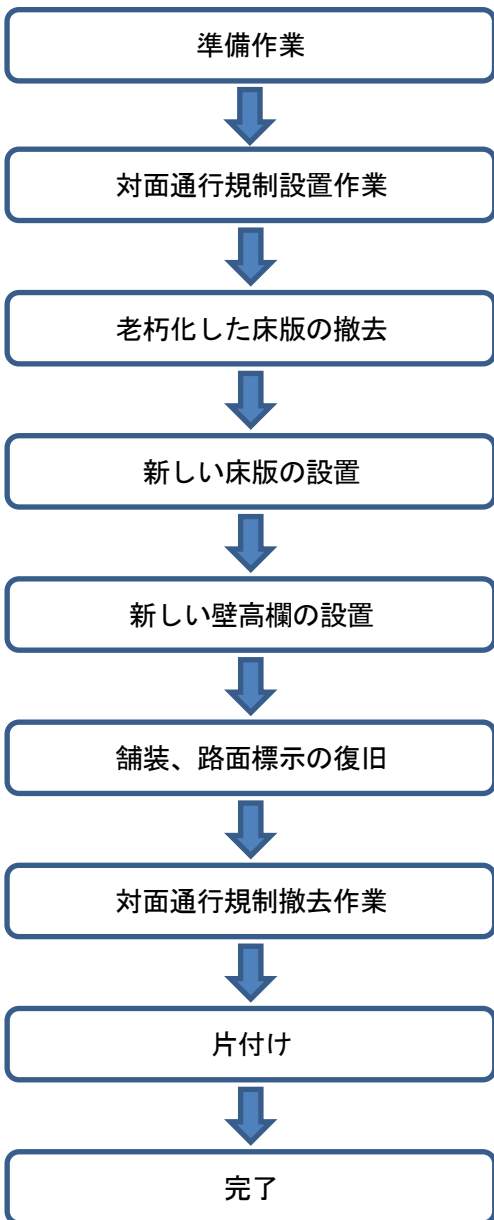 準備作業
対面通行規制設置作業
老朽化した床版の撤去
新しい床版の設置
新しい壁高欄の設置
舗装、路面標示の復旧
対面通行規制撤去作業
片付け
完了